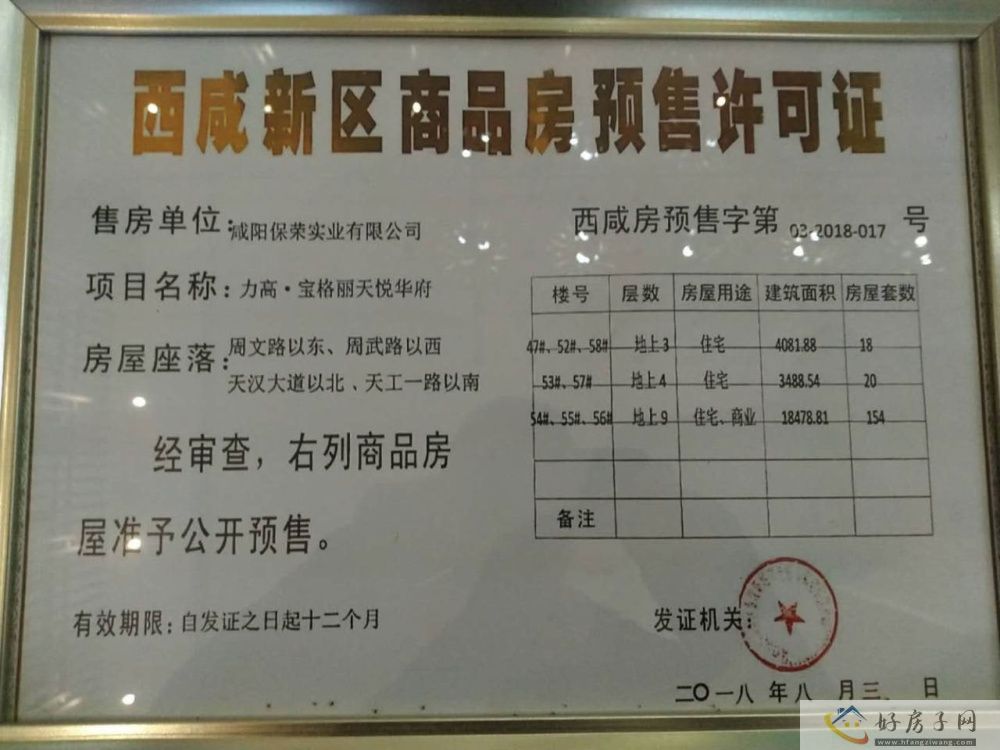 西咸新区商品房预售许可证
售房单位：咸阳保荣实业有限公司
西咸房预售字第 03-2018-017 号
项目名称：力高·宝格丽天悦华府
房屋座落：周文路以东、周武路以西
天汉大道以北、天工一路以南
经审查，右列商品房
屋准予公开预售。
有效期限：自发证之日起十二个月
楼号 层数 房屋用途 建筑面积 房屋套数
47#、52#、58# 地上3 住宅 4081.88 18
53#、57# 地上4 住宅 3488.54 20
54#、55#、56# 地上9 住宅、商业 18478.81 154
备注
发证机关：
二〇一八 年 八 月 三 日
好房子网
www.hfangziwang.com